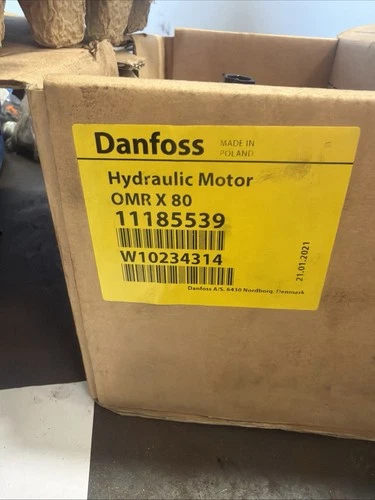 Danfoss MADE IN
POLAND
Hydraulic Motor
OMR X 80
11185539
W10234314
21.01.2021
Danfoss A/S, 6430 Nordborg, Denmark